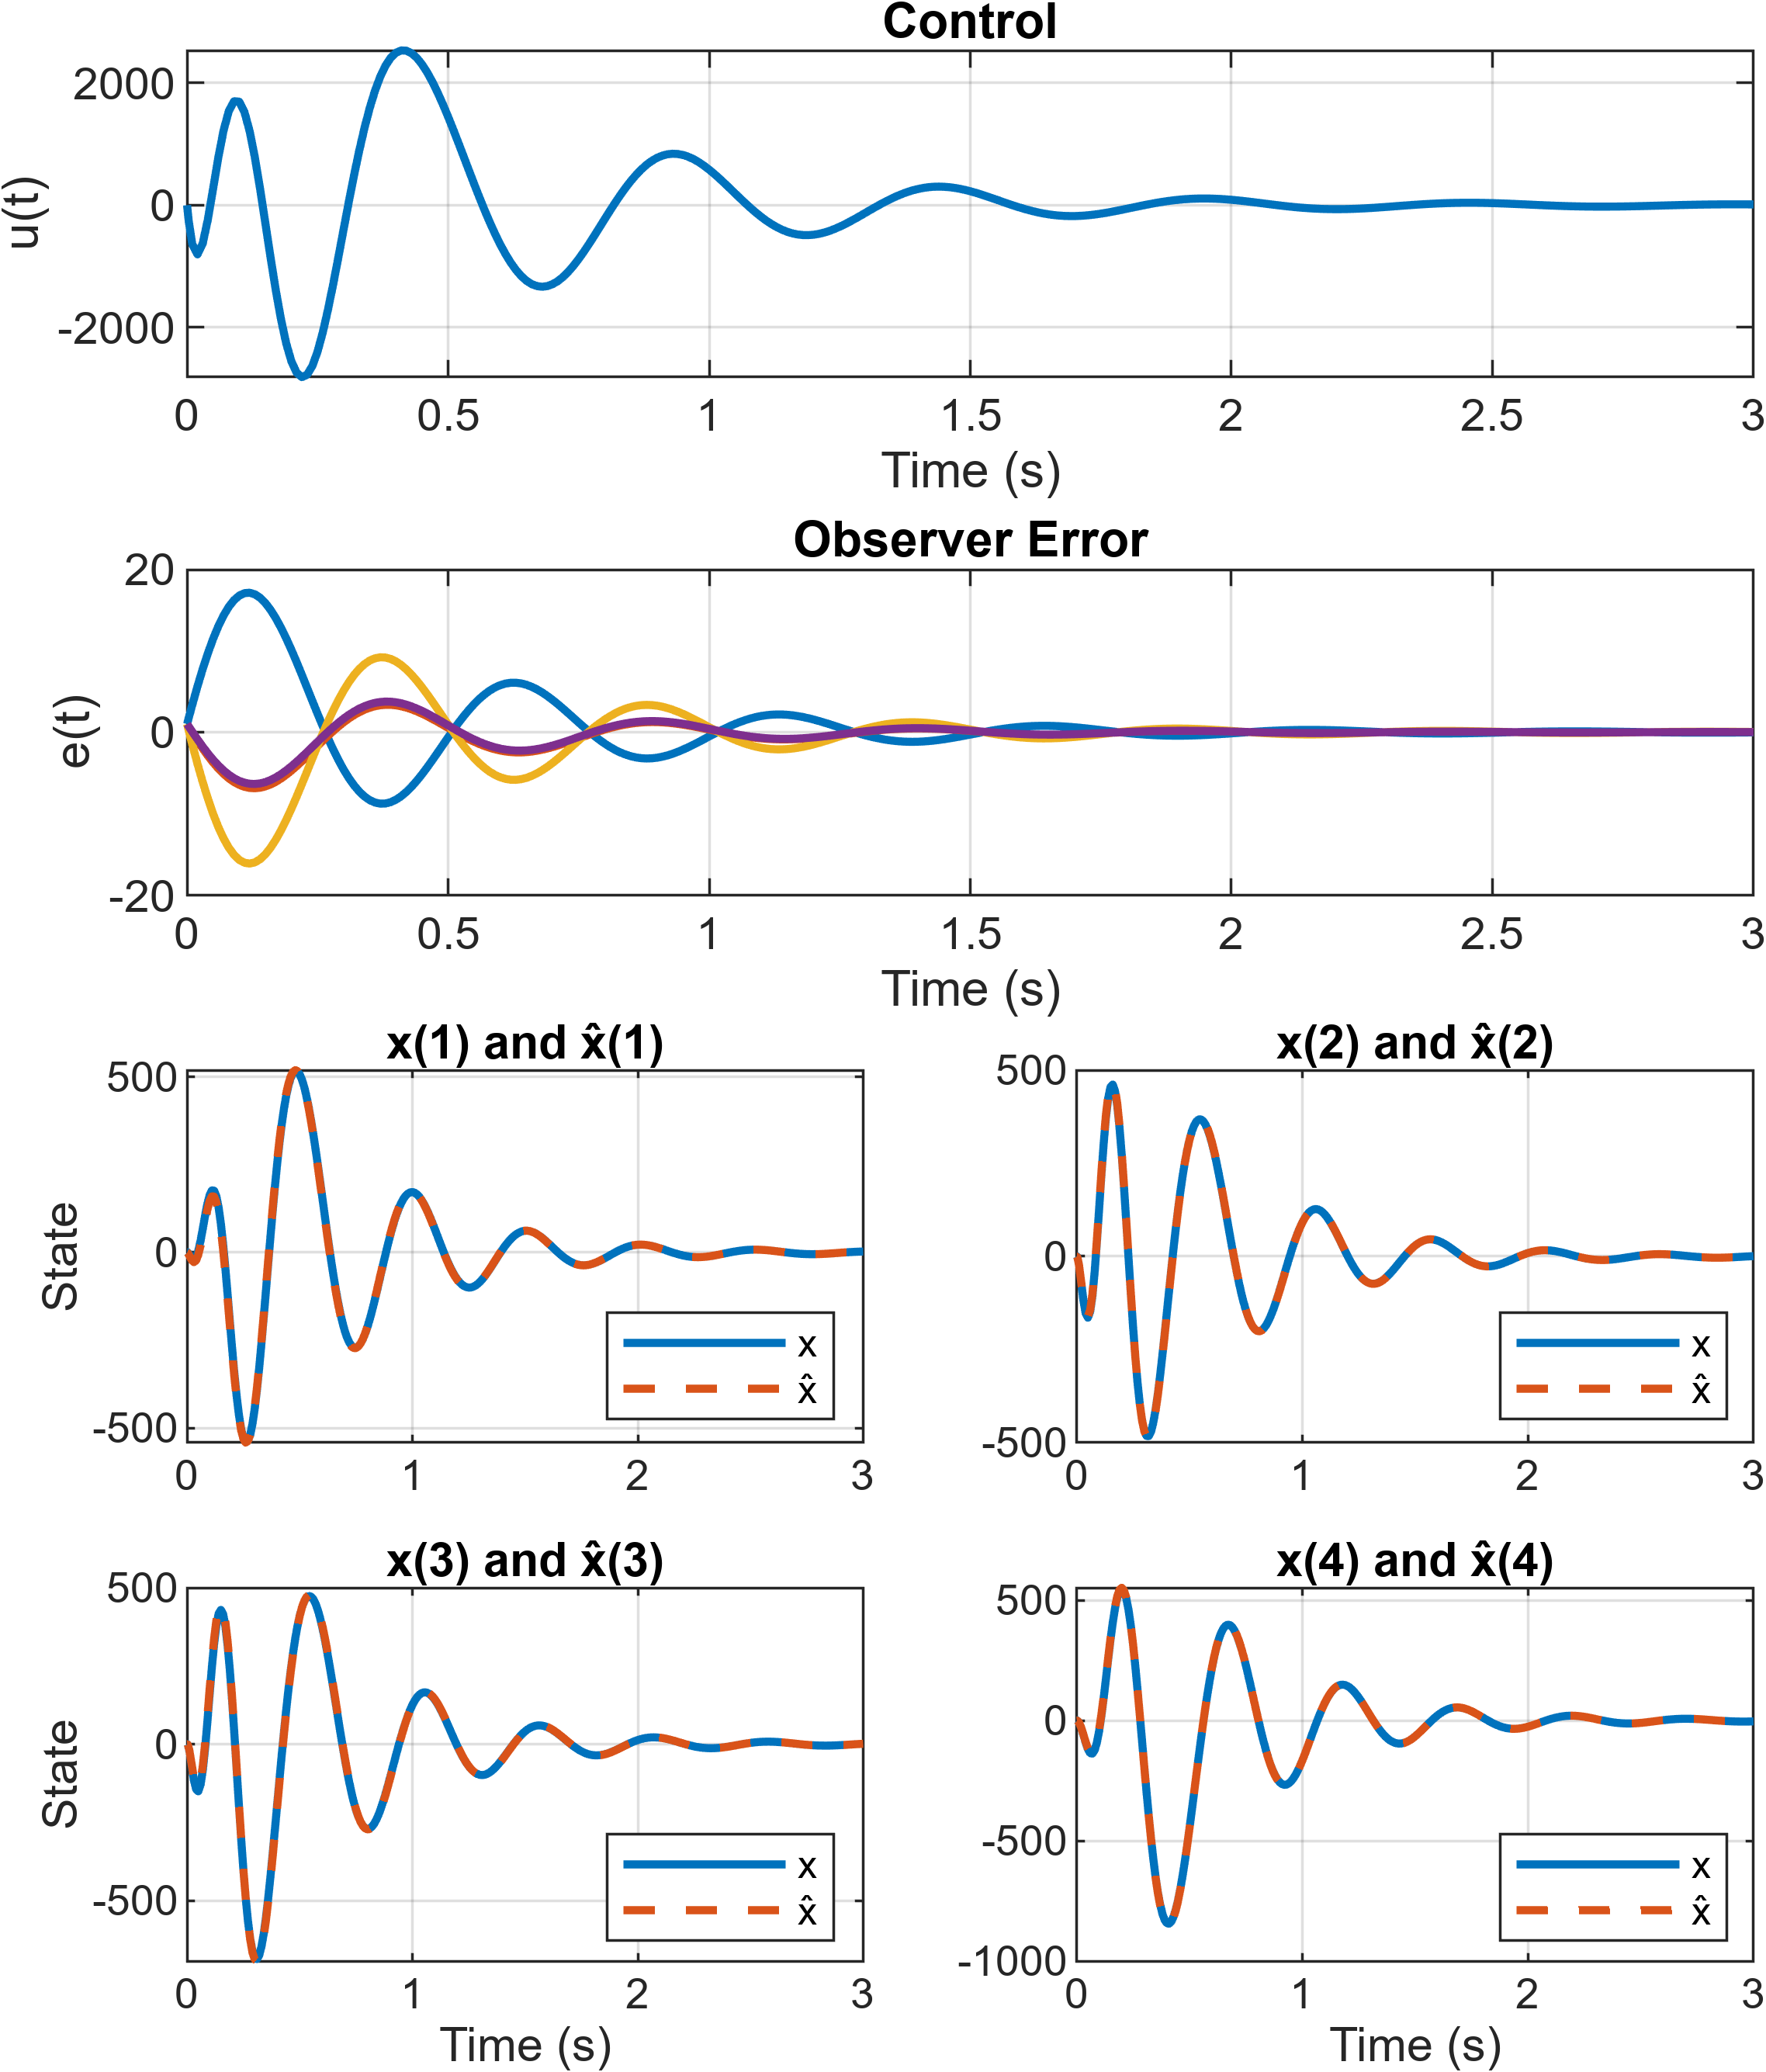 Control
2000
0
-2000
u(t)
0 0.5 1 1.5 2 2.5 3
Time (s)
Observer Error
20
0
-20
e(t)
0 0.5 1 1.5 2 2.5 3
Time (s)
x(1) and x̂(1)
500
0
-500
State
x
x̂
0 1 2 3
x(2) and x̂(2)
500
0
-500
x
x̂
0 1 2 3
x(3) and x̂(3)
500
0
-500
State
x
x̂
0 1 2 3
Time (s)
x(4) and x̂(4)
500
0
-500
-1000
x
x̂
0 1 2 3
Time (s)